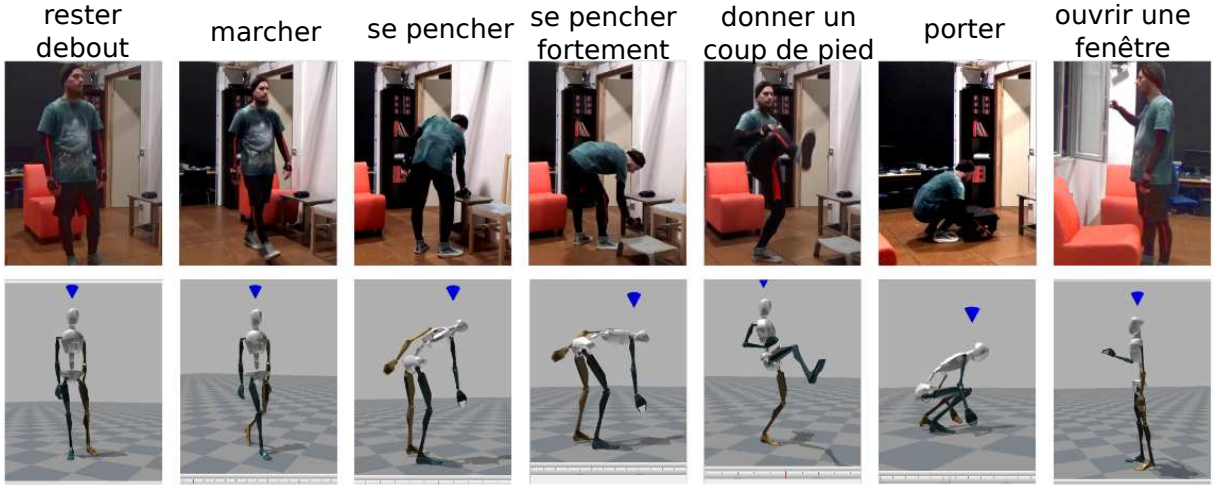 rester
debout
marcher
se pencher
se pencher
fortement
donner un
coup de pied
porter
ouvrir une
fenêtre